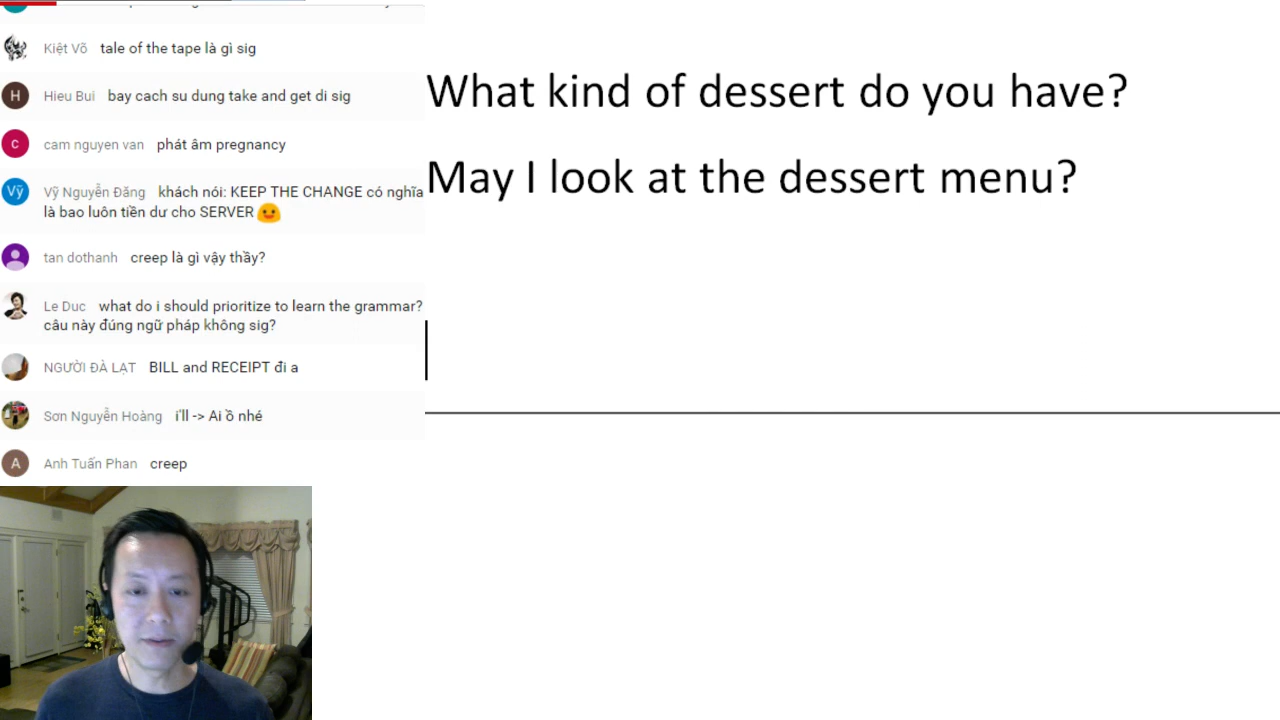 Kiệt Võ tale of the tape là gì sig
H Hieu Bui bay cach su dung take and get di sig
c cam nguyen van phát âm pregnancy
Vỹ Vỹ Nguyễn Đăng khách nói: KEEP THE CHANGE có nghĩa
là bao luôn tiền dư cho SERVER
tan dothanh creep là gì vậy thầy?
Le Duc what do i should prioritize to learn the grammar?
câu này đúng ngữ pháp không sig?
NGƯỜI ĐÀ LẠT BILL and RECEIPT đi a
Sơn Nguyễn Hoàng i'll -> Ai ồ nhé
A Anh Tuấn Phan creep
What kind of dessert do you have?
May I look at the dessert menu?